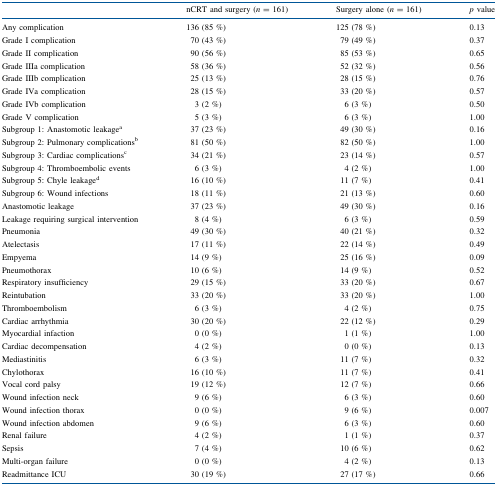 nCRT and surgery (n = 161) Surgery alone (n = 161) p value
Any complication 136 (85 %) 125 (78 %) 0.13
Grade I complication 70 (43 %) 79 (49 %) 0.37
Grade II complication 90 (56 %) 85 (53 %) 0.65
Grade IIIa complication 58 (36 %) 52 (32 %) 0.56
Grade IIIb complication 25 (13 %) 28 (15 %) 0.76
Grade IVa complication 28 (15 %) 33 (20 %) 0.57
Grade IVb complication 3 (2 %) 6 (3 %) 0.50
Grade V complication 5 (3 %) 6 (3 %) 1.00
Subgroup 1: Anastomotic leakageᵃ 37 (23 %) 49 (30 %) 0.16
Subgroup 2: Pulmonary complicationsᵇ 81 (50 %) 82 (50 %) 1.00
Subgroup 3: Cardiac complicationsᶜ 34 (21 %) 23 (14 %) 0.57
Subgroup 4: Thromboembolic events 6 (3 %) 4 (2 %) 1.00
Subgroup 5: Chyle leakageᵈ 16 (10 %) 11 (7 %) 0.41
Subgroup 6: Wound infections 18 (11 %) 21 (13 %) 0.60
Anastomotic leakage 37 (23 %) 49 (30 %) 0.16
Leakage requiring surgical intervention 8 (4 %) 6 (3 %) 0.59
Pneumonia 49 (30 %) 40 (21 %) 0.32
Atelectasis 17 (11 %) 22 (14 %) 0.49
Empyema 14 (9 %) 25 (16 %) 0.09
Pneumothorax 10 (6 %) 14 (9 %) 0.52
Respiratory insufficiency 29 (15 %) 33 (20 %) 0.67
Reintubation 33 (20 %) 33 (20 %) 1.00
Thromboembolism 6 (3 %) 4 (2 %) 0.75
Cardiac arrhythmia 30 (20 %) 22 (12 %) 0.29
Myocardial infaction 0 (0 %) 1 (1 %) 1.00
Cardiac decompensation 4 (2 %) 0 (0 %) 0.13
Mediastinitis 6 (3 %) 11 (7 %) 0.32
Chylothorax 16 (10 %) 11 (7 %) 0.41
Vocal cord palsy 19 (12 %) 12 (7 %) 0.66
Wound infection neck 9 (6 %) 6 (3 %) 0.60
Wound infection thorax 0 (0 %) 9 (6 %) 0.007
Wound infection abdomen 9 (6 %) 6 (3 %) 0.60
Renal failure 4 (2 %) 1 (1 %) 0.37
Sepsis 7 (4 %) 10 (6 %) 0.62
Multi-organ failure 0 (0 %) 4 (2 %) 0.13
Readmittance ICU 30 (19 %) 27 (17 %) 0.66